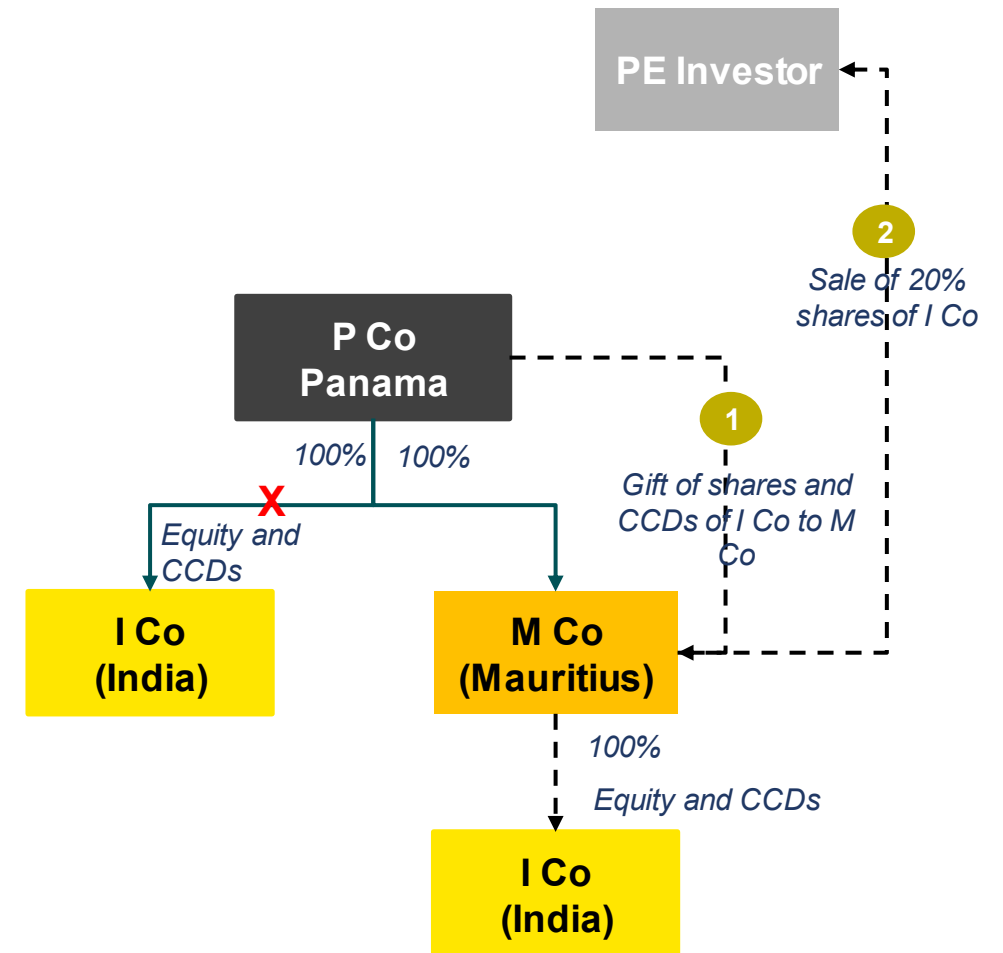 PE Investor
2
Sale of 20%
shares of I Co
P Co
Panama
1
100%
100%
Gift of shares and
CCDs of I Co to M
Co
X
Equity and
CCDs
I Co
(India)
M Co
(Mauritius)
100%
Equity and CCDs
I Co
(India)